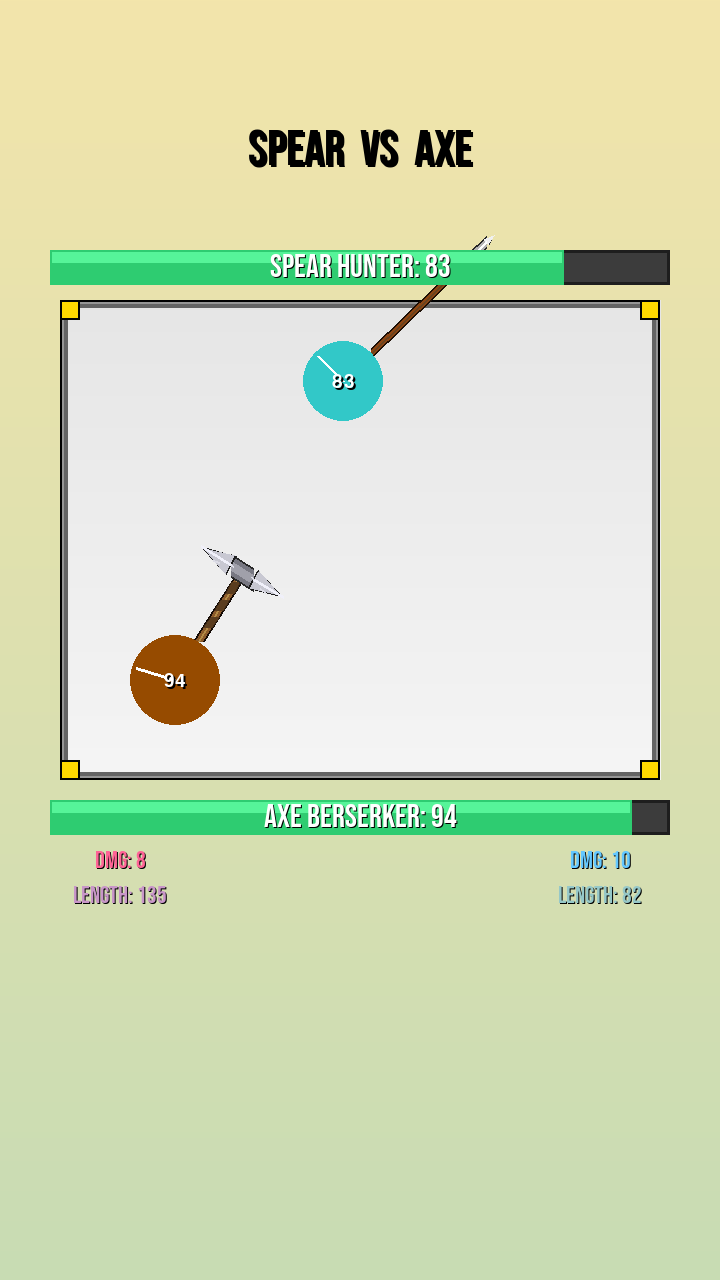 SPEAR VS AXE
SPEAR HUNTER: 83
83
94
AXE BERSERKER: 94
DMG: 8
DMG: 10
LENGTH: 135
LENGTH: 82